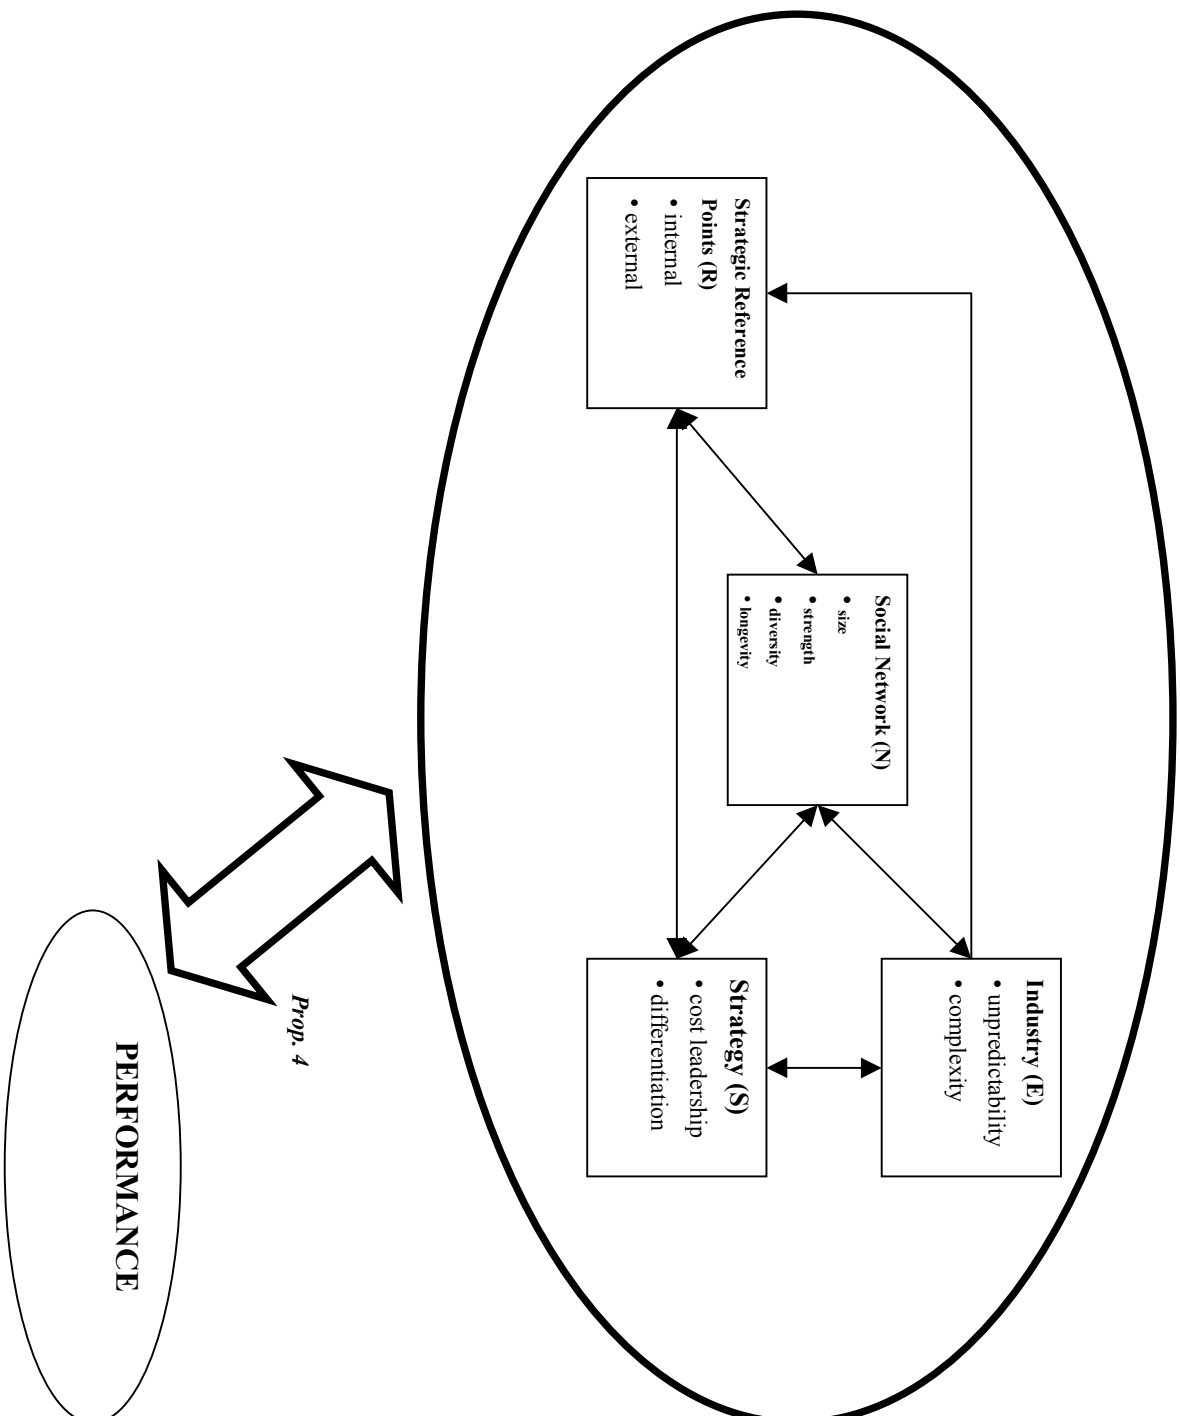 Industry (E)
• unpredictability
• complexity
Social Network (N)
• size
• strength
• diversity
• longevity
Strategic Reference
Points (R)
• internal
• external
Strategy (S)
• cost leadership
• differentiation
Prop. 4
PERFORMANCE